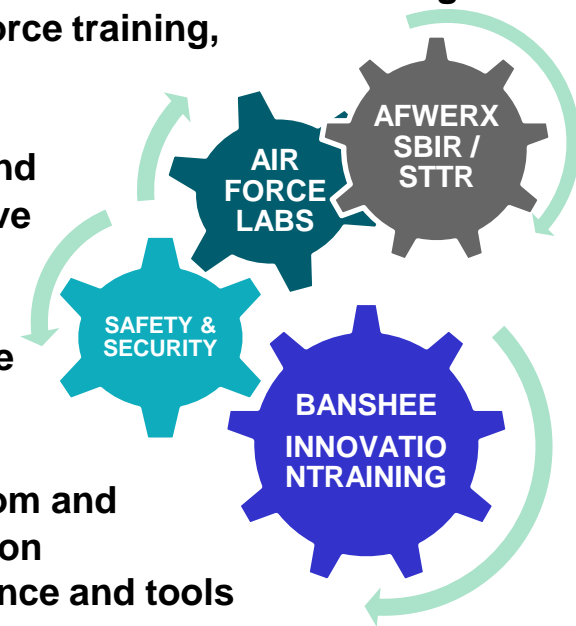 orce training,
nd
ve
e
om and
on
nce and tools
AFWERX
SBIR /
STTR
AIR
FORCE
LABS
SAFETY &
SECURITY
BANSHEE
INNOVATIO
NTRAINING